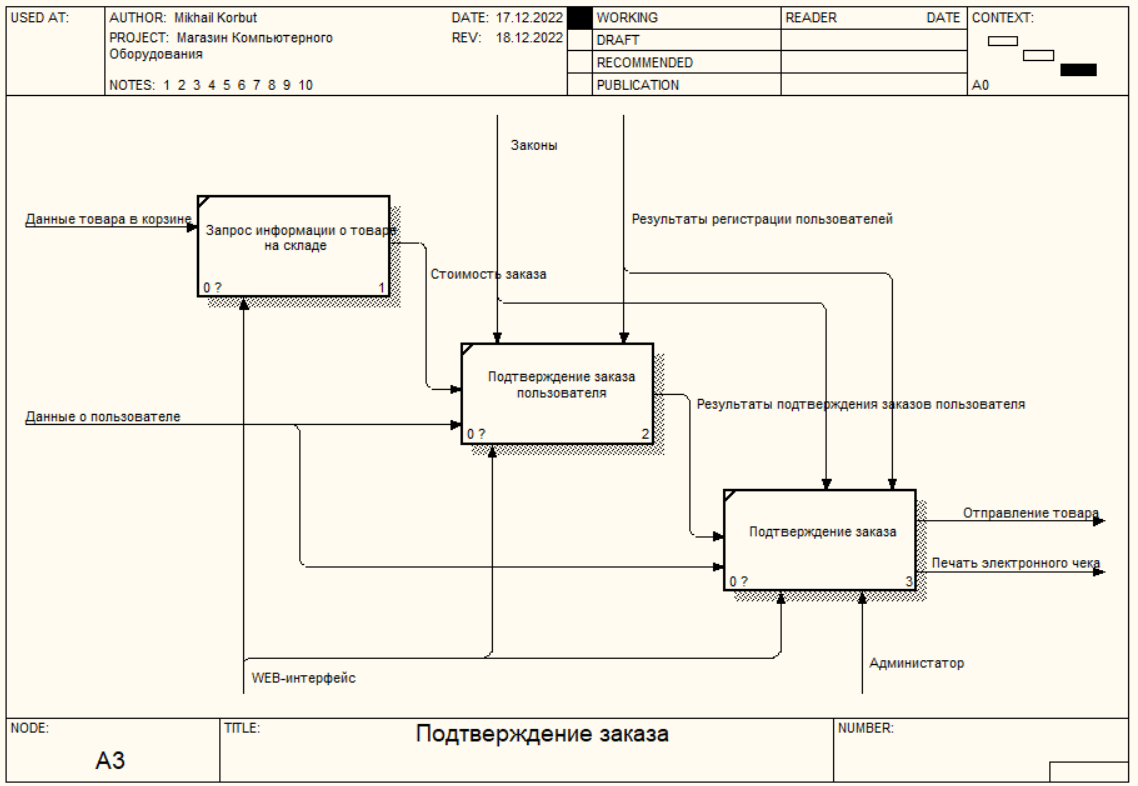 USED AT:
AUTHOR: Mikhail Korbut
DATE: 17.12.2022
PROJECT: Магазин Компьютерного
Оборудования
REV: 18.12.2022
NOTES: 1 2 3 4 5 6 7 8 9 10
WORKING
DRAFT
RECOMMENDED
PUBLICATION
READER
DATE
CONTEXT:
A0
Законы
Данные товара в корзине
Запрос информации о товаре
на складе
0 ?
1
Результаты регистрации пользователей
Стоимость заказа
Подтверждение заказа
пользователя
0 ?
2
Данные о пользователе
Результаты подтверждения заказов пользователя
Подтверждение заказа
0 ?
3
Отправление товара
Печать электронного чека
WEB-интерфейс
Администатор
NODE:
A3
TITLE:
Подтверждение заказа
NUMBER: